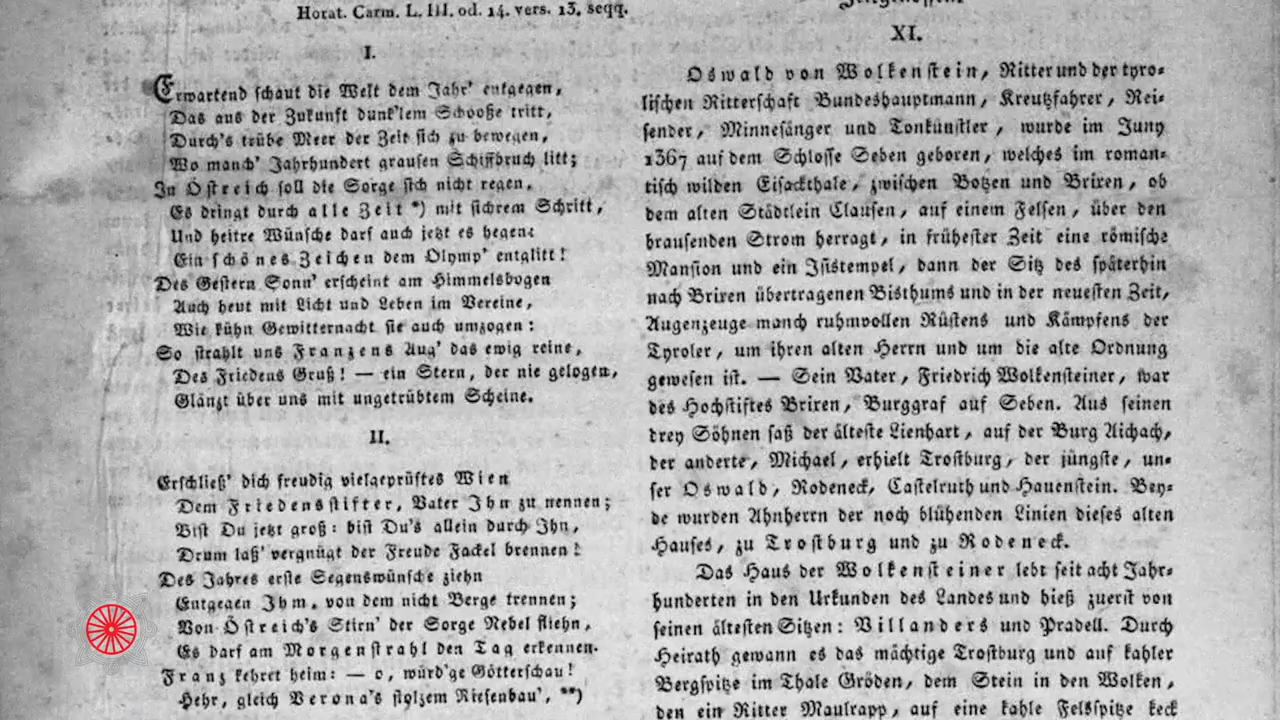 Horat. Carm. L. III. od. 14. vers. 13. seqq.
I.
Erwartend schaut die Welt dem Jahr' entgegen,
Das aus der Zukunft dunk'lem Schooße tritt,
Durch's trübe Meer der Zeit sich zu bewegen,
Wo manch' Jahrhundert grausen Schiffbruch litt;
In Östreich soll die Sorge sich nicht regen,
Es dringt durch alle Zeit *) mit sichrem Schritt,
Und heitre Wünsche darf auch jetzt es hegen:
Ein schönes Zeichen dem Olymp' entglitt!
Des Gestern Sonn' erscheint am Himmelsbogen
Auch heut mit Licht und Leben im Vereine,
Wie kühn Gewitternacht sie auch umzogen:
So strahlt uns Franzens Aug' das ewig reine,
Des Friedens Gruß! — ein Stern, der nie gelogen,
Glänzt über uns mit ungetrübtem Scheine.
II.
Erschließ' dich freudig vielgeprüftes Wien
Dem Friedensstifter, Vater Ihn zu nennen;
Bist Du jetzt groß: bist Du's allein durch Ihn,
Drum laß' vergnügt der Freude Fackel brennen!
Des Jahres erste Segenswünsche ziehn
Entgegen Ihm, von dem nicht Berge trennen;
Von Östreich's Stirn' der Sorge Nebel fliehn,
Es darf am Morgenstrahl den Tag erkennen.
Franz kehret heim: — o, würd'ge Götterschau!
Hehr, gleich Verona's stolzem Riesenbau', **)
XI.
Oswald von Wolkenstein, Ritter und der tyro-
lischen Ritterschaft Bundeshauptmann, Kreutzfahrer, Rei-
sender, Minnesänger und Tonkünstler, wurde im Juny
1367 auf dem Schlosse Seben geboren, welches im roman-
tisch wilden Eisackthale, zwischen Botzen und Brixen, ob
dem alten Städtlein Clausen, auf einem Felsen, über den
brausenden Strom herragt, in frühester Zeit eine römische
Mansion und ein Isistempel, dann der Sitz des späterhin
nach Brixen übertragenen Bisthums und in der neuesten Zeit,
Augenzeuge manch ruhmvollen Rüstens und Kämpfens der
Tyroler, um ihren alten Herrn und um die alte Ordnung
gewesen ist. — Sein Vater, Friedrich Wolkensteiner, war
des Hochstiftes Brixen, Burggraf auf Seben. Aus seinen
drey Söhnen saß der älteste Lienhart, auf der Burg Aichach,
der anderte, Michael, erhielt Trostburg, der jüngste, un-
ser Oswald, Rodeneck, Castelruth und Hauenstein. Bey-
de wurden Ahnherrn der noch blühenden Linien dieses alten
Hauses, zu Trostburg und zu Rodeneck.
Das Haus der Wolkensteiner lebt seit acht Jahr-
hunderten in den Urkunden des Landes und hieß zuerst von
seinen ältesten Sitzen: Villanders und Pradell. Durch
Heirath gewann es das mächtige Trostburg und auf kahler
Bergspitze im Thale Gröden, dem Stein in den Wolken,
den ein Ritter Maulrapp, auf eine kahle Felsspitze keck